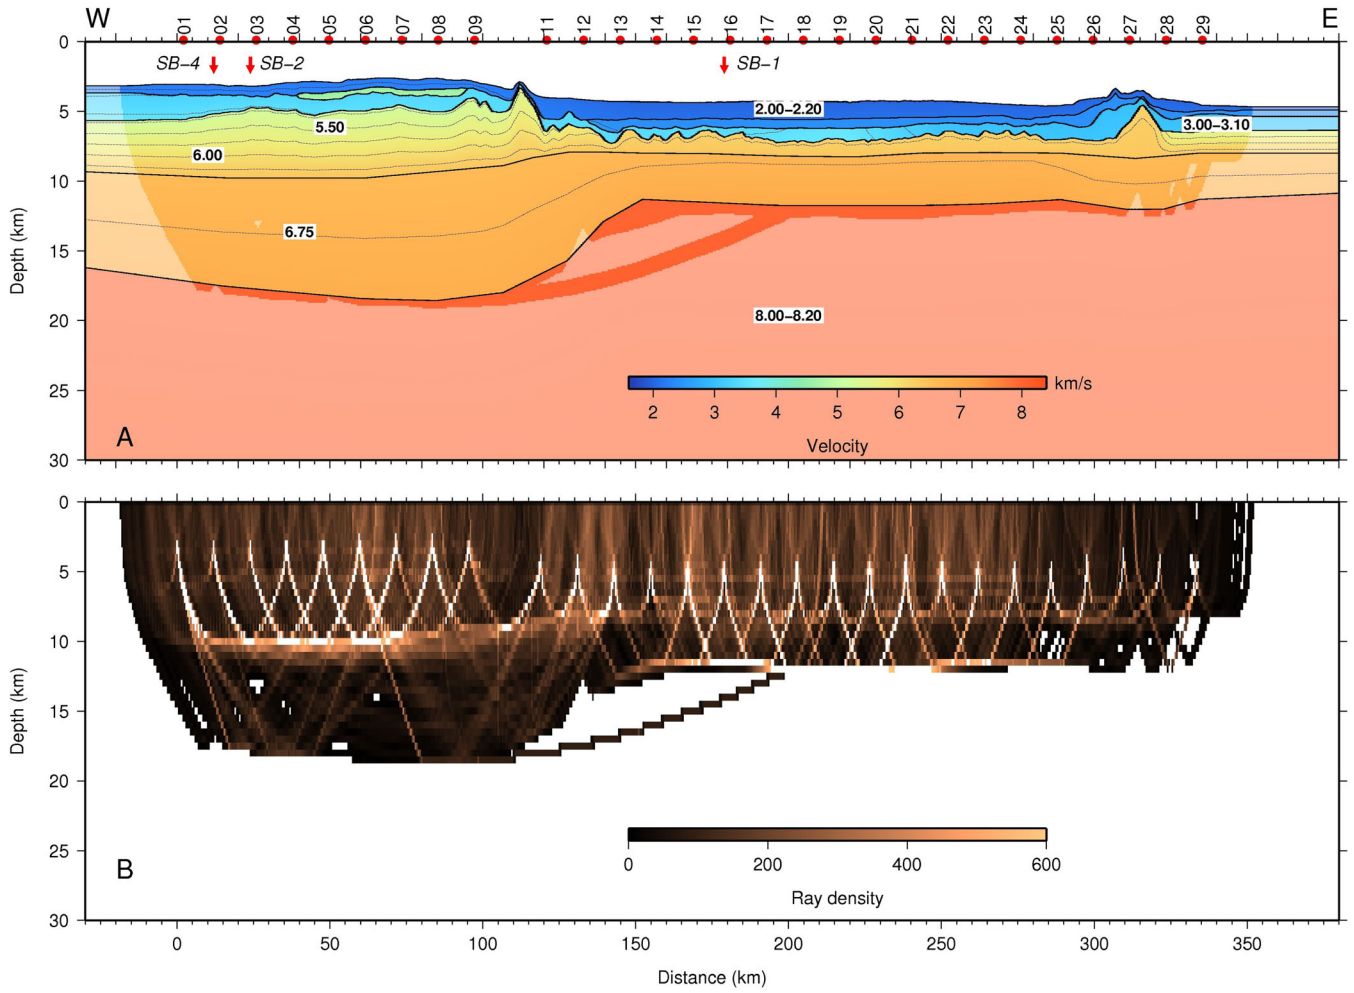 W E
01 02 03 04 05 06 07 08 09 11 12 13 14 15 16 17 18 19 20 21 22 23 24 25 26 27 28 29
0
SB−4 SB−2 SB−1
5
2.00−2.20
5.50
3.00−3.10
6.00
10
6.75
15
8.00−8.20
20
25
30
Depth (km)
2 3 4 5 6 7 8 km/s
Velocity
A
0
5
10
15
20
25
30
Depth (km)
0 200 400 600
Ray density
B
0 50 100 150 200 250 300 350
Distance (km)